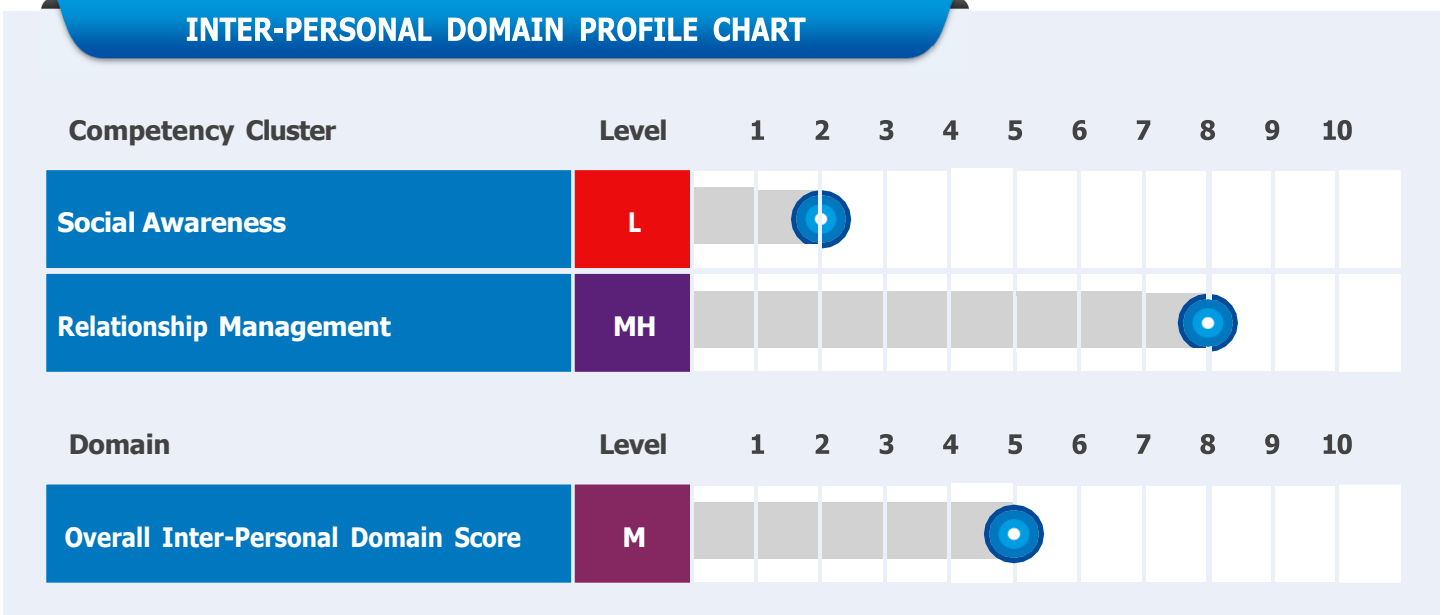 INTER-PERSONAL DOMAIN PROFILE CHART
Competency Cluster Level 1 2 3 4 5 6 7 8 9 10
Social Awareness L
Relationship Management MH
Domain Level 1 2 3 4 5 6 7 8 9 10
Overall Inter-Personal Domain Score M